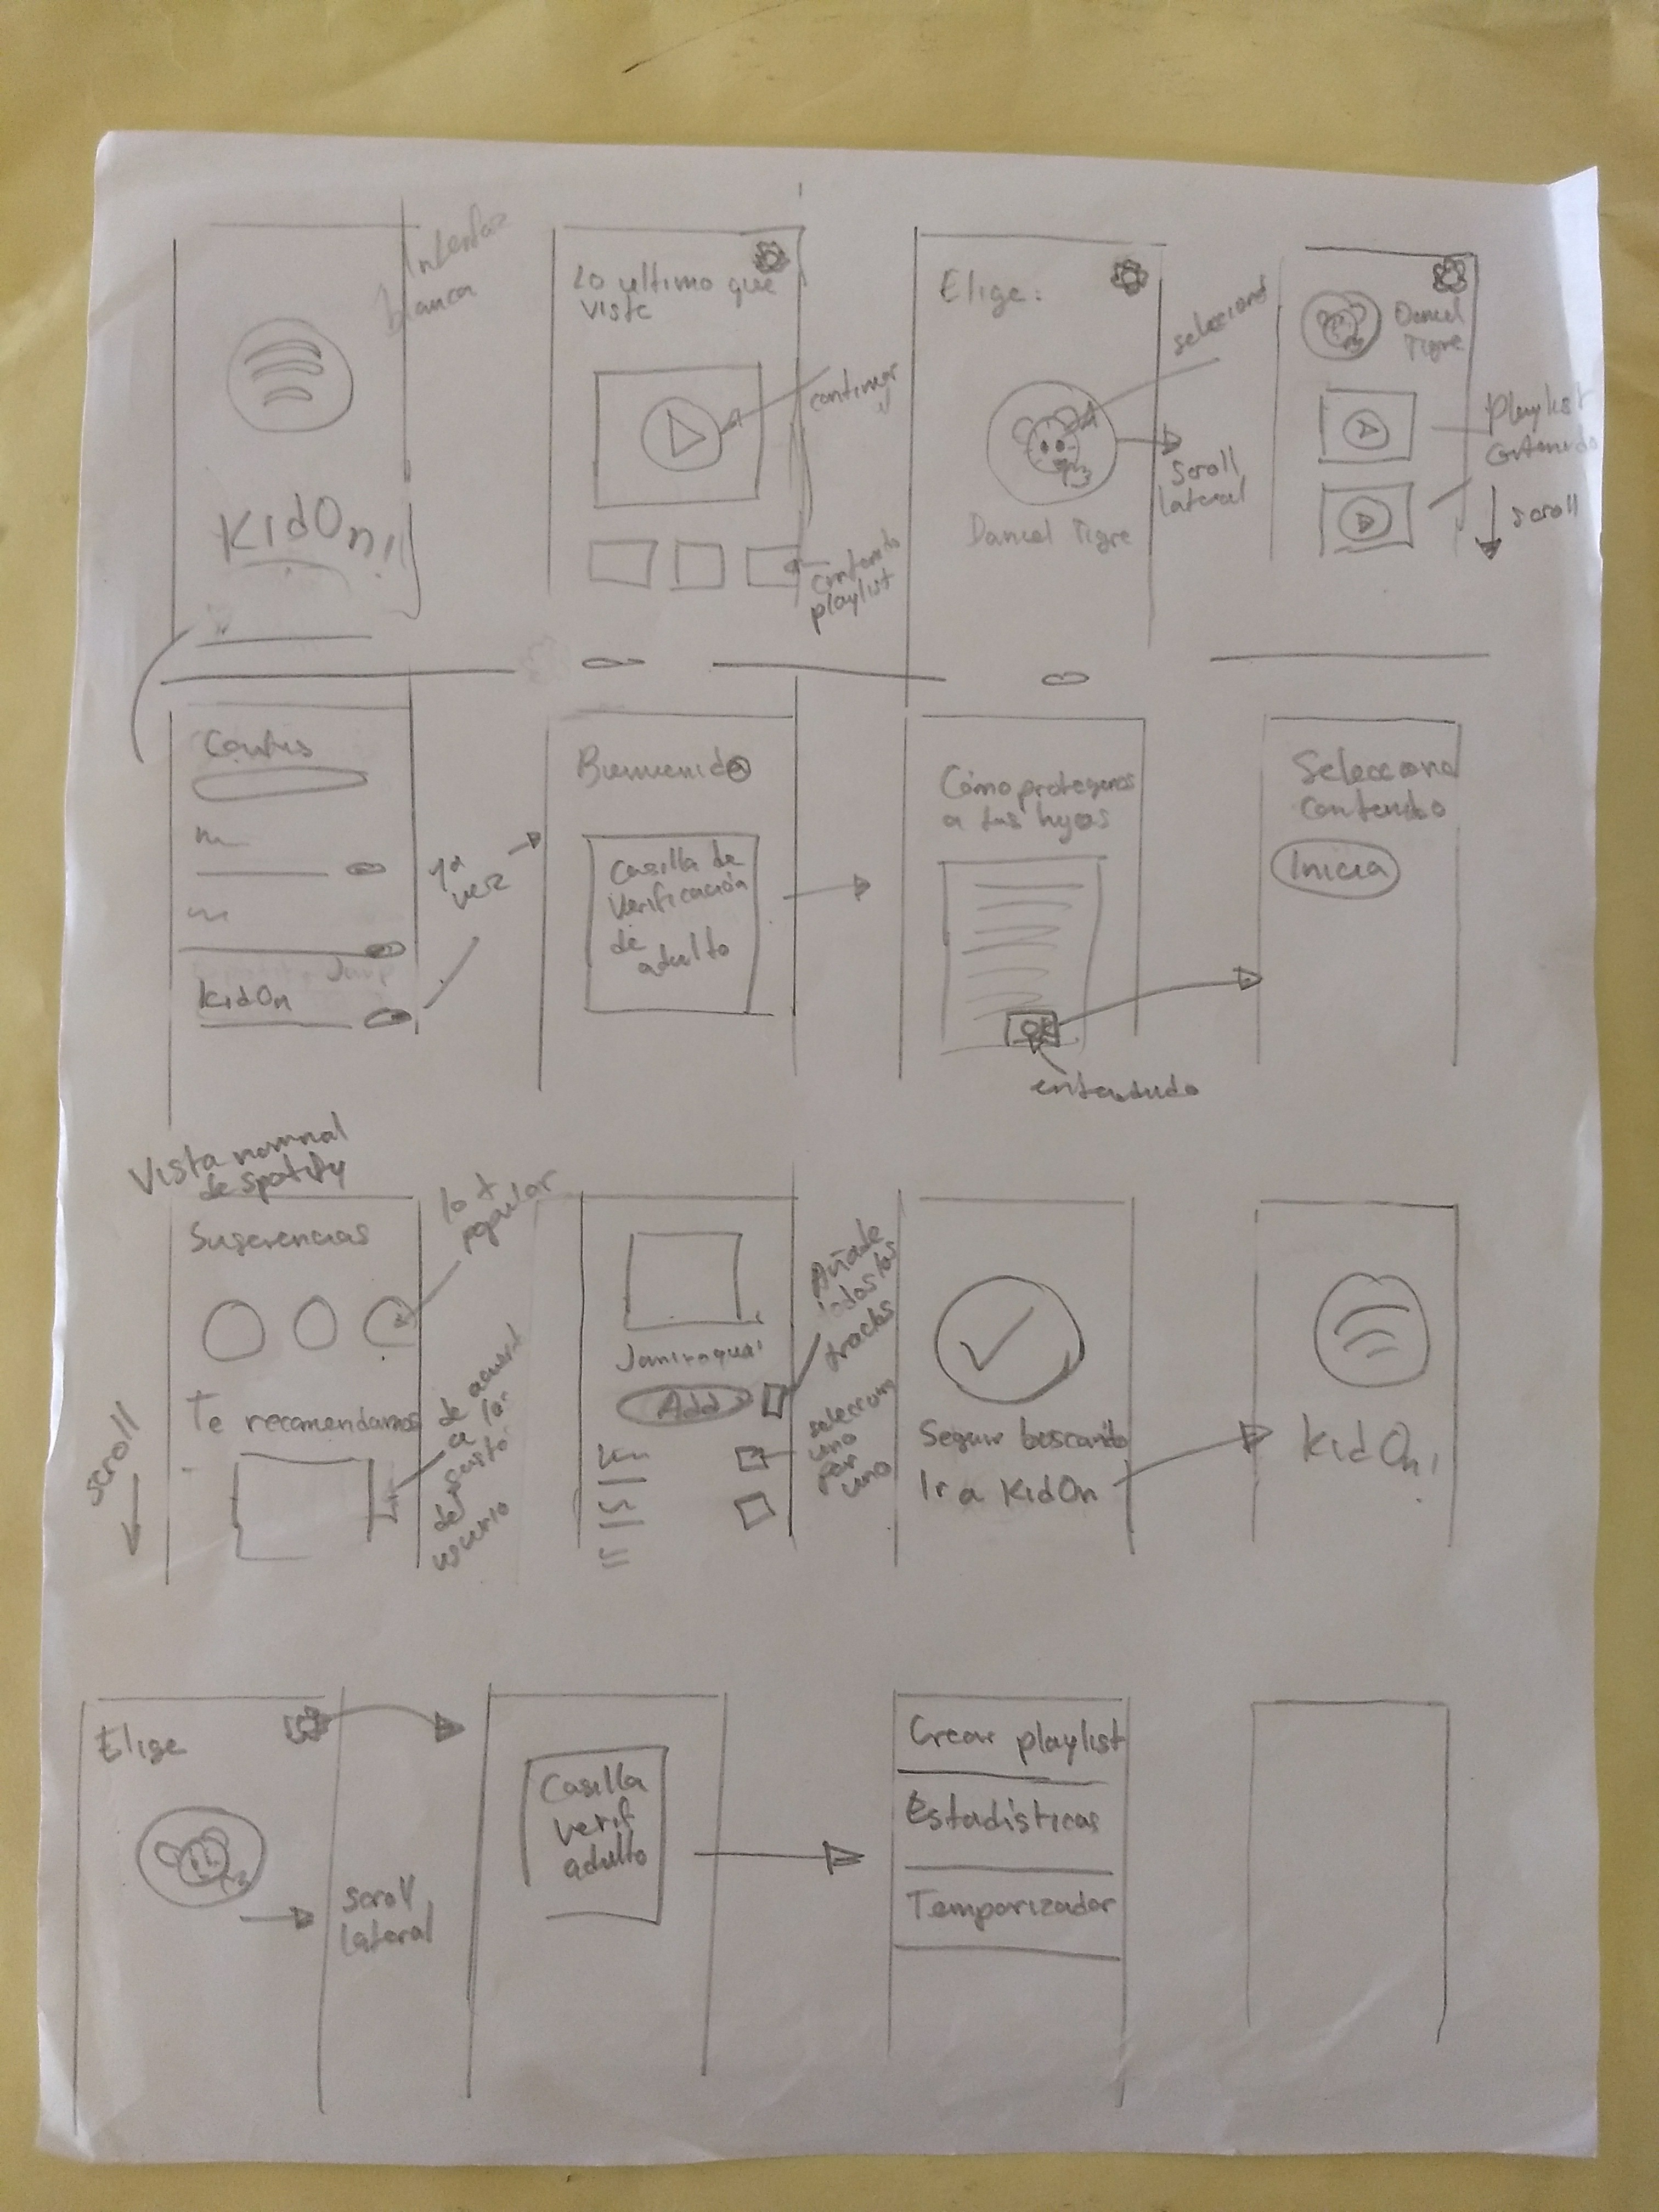 Interfaz
blanca
KidOn!
Lo ultimo que
viste
continuar
contenido
playlist
Elige:
selecciona
Scroll
lateral
Daniel Tigre
Daniel
Tigre
Playlist
Contenido
scroll
Config
KidOn
1a
vez
Bienvenid@
Casilla de
Verificación
de
adulto
Cómo protegemos
a tus hijos
OK
entendido
Selecciona
contenido
Inicia
Vista normal
de spotify
Sugerencias
lo +
popular
Te recomendamos
scroll
de acuerd
a los
gustos
del
usuario
Jamiroquai
Add
Añade
todos los
tracks
selecciona
uno
por
uno
Seguir buscando
Ir a KidOn
KidOn!
Elige
scroll
lateral
Casilla
verif
adulto
Crear playlist
Estadísticas
Temporizador